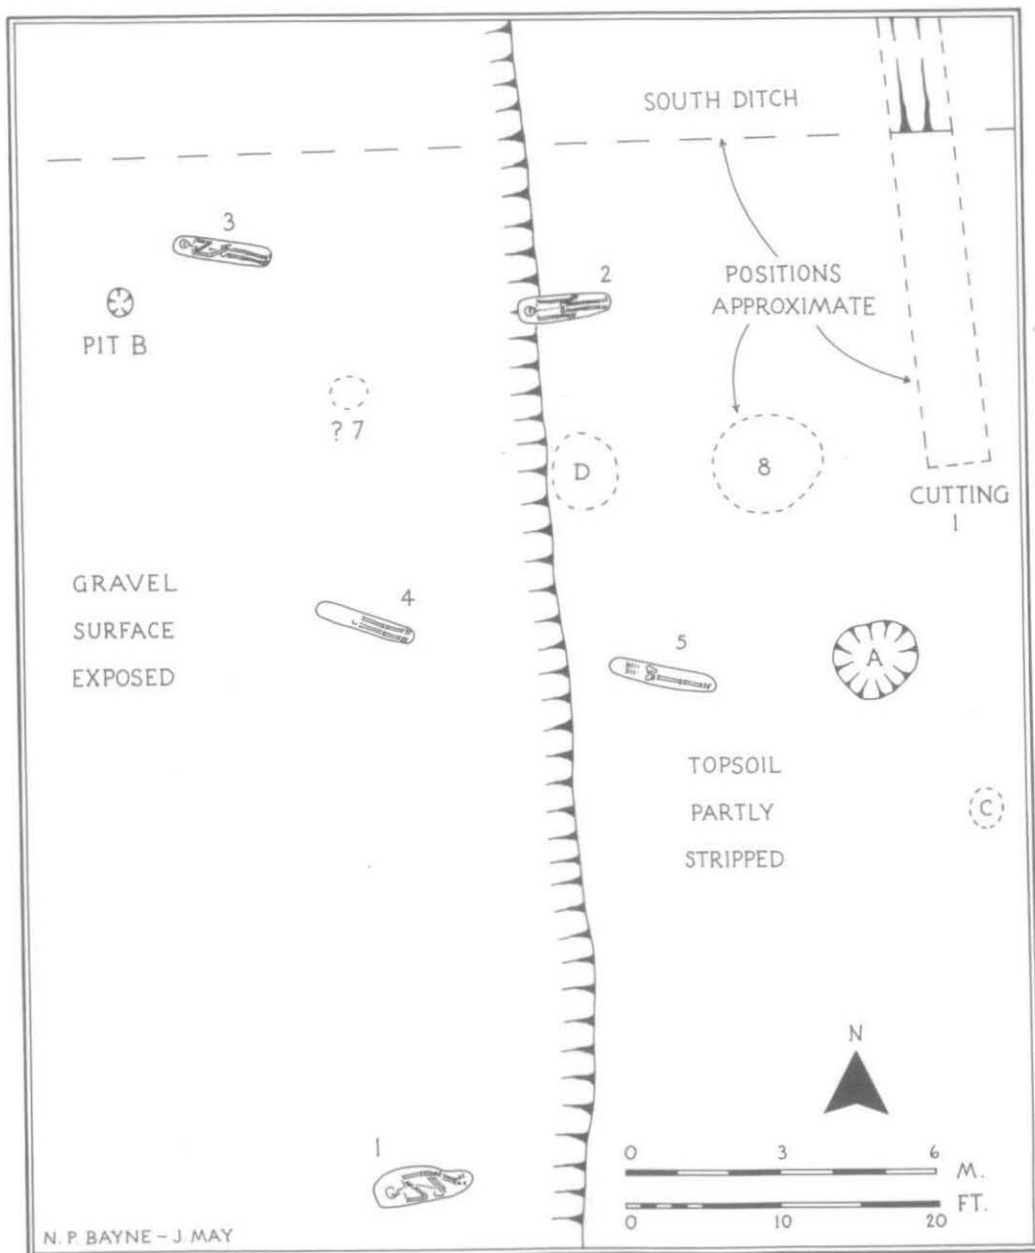 SOUTH DITCH
3
2
POSITIONS
APPROXIMATE
PIT B
? 7
D
8
CUTTING
1
GRAVEL
SURFACE
EXPOSED
4
5
A
TOPSOIL
PARTLY
STRIPPED
C
N
1
0 3 6
M.
FT.
0 10 20
N. P. BAYNE – J. MAY